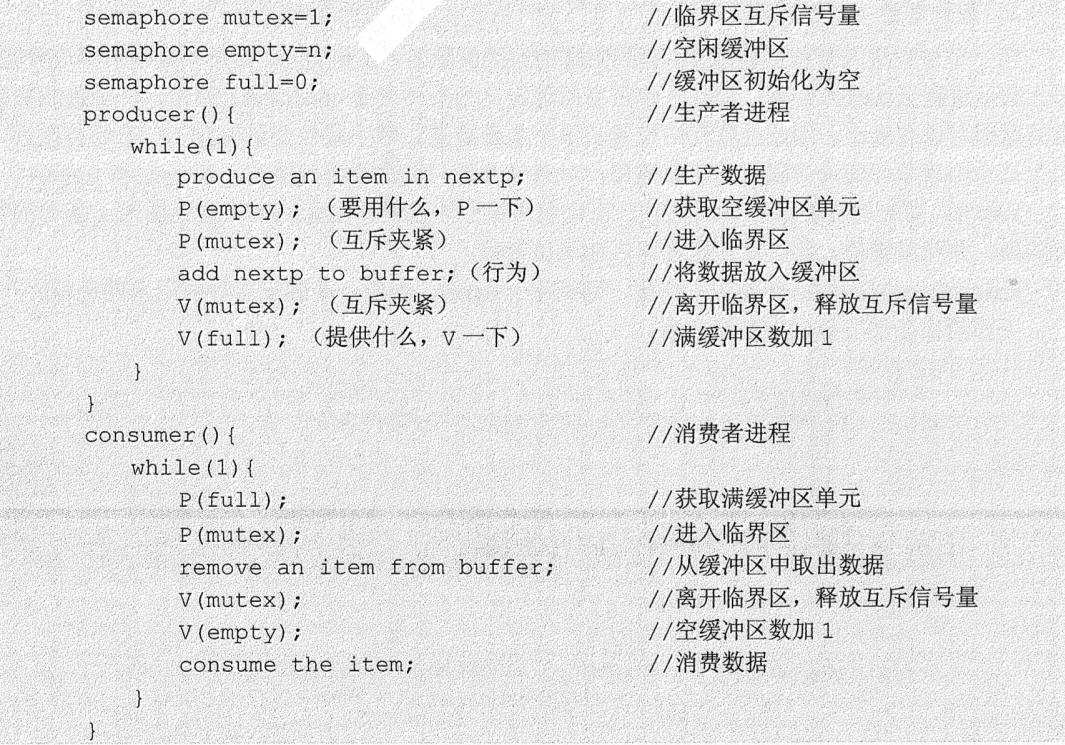 semaphore mutex=1; //临界区互斥信号量
semaphore empty=n; //空闲缓冲区
semaphore full=0; //缓冲区初始化为空
producer(){ //生产者进程
while(1){
produce an item in nextp; //生产数据
P(empty); (要用什么，P一下) //获取空缓冲区单元
P(mutex); (互斥夹紧) //进入临界区
add nextp to buffer; (行为) //将数据放入缓冲区
V(mutex); (互斥夹紧) //离开临界区，释放互斥信号量
V(full); (提供什么，V一下) //满缓冲区数加1
}
}
consumer(){ //消费者进程
while(1){
P(full); //获取满缓冲区单元
P(mutex); //进入临界区
remove an item from buffer; //从缓冲区中取出数据
V(mutex); //离开临界区，释放互斥信号量
V(empty); //空缓冲区数加1
consume the item; //消费数据
}
}